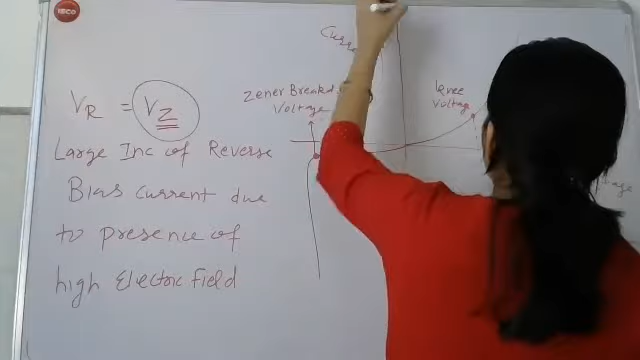 VR = VZ
Large Inc of Reverse
Bias current due
to presence of
high Electric field
Zener Breakd
Voltage
Knee
Voltage